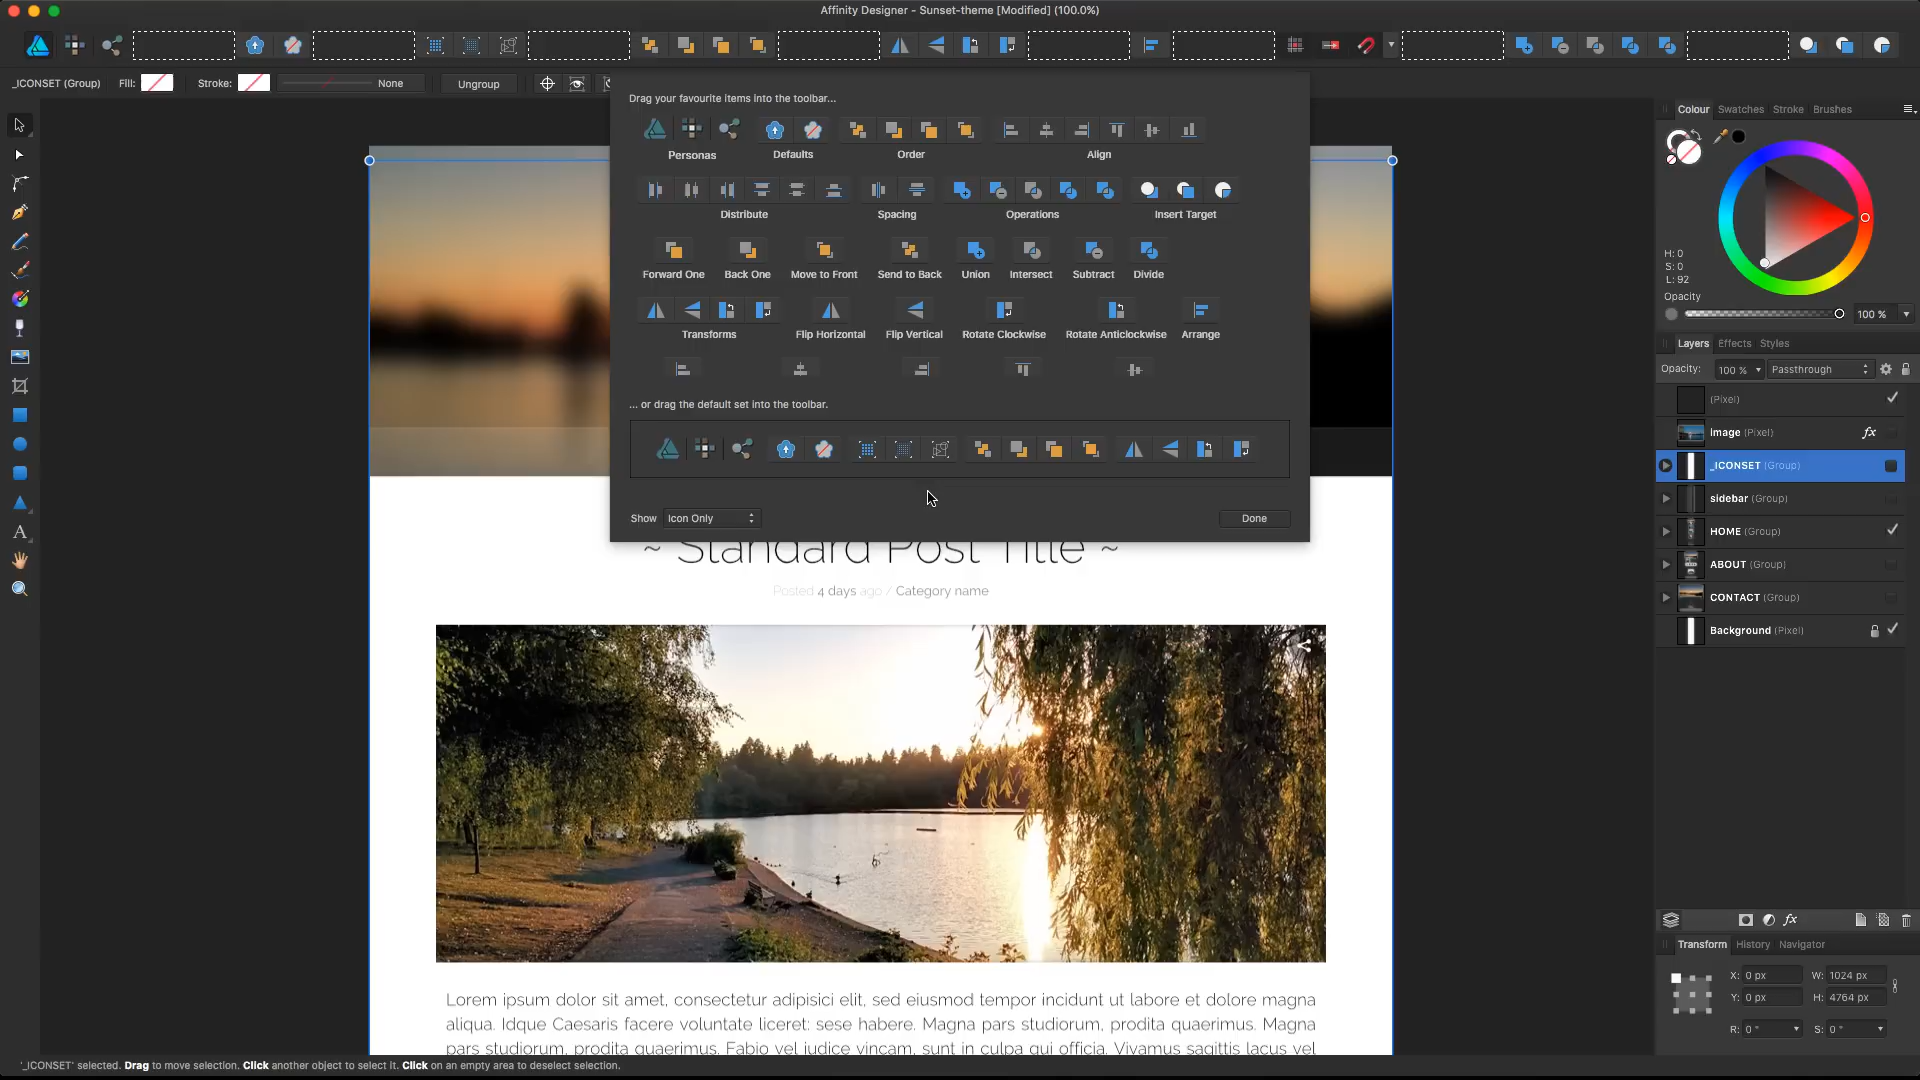 Affinity Designer - Sunset-theme [Modified] (100.0%)
_ICONSET (Group) Fill: Stroke: None Ungroup
Drag your favourite items into the toolbar...
Personas Defaults Order Align
Distribute Spacing Operations Insert Target
Forward One Back One Move to Front Send to Back Union Intersect Subtract Divide
Transforms Flip Horizontal Flip Vertical Rotate Clockwise Rotate Anticlockwise Arrange
... or drag the default set into the toolbar.
Show Icon Only Done
~ Standard Post Title ~
Posted 4 days ago / Category name
Lorem ipsum dolor sit amet, consectetur adipisici elit, sed eiusmod tempor incidunt ut labore et dolore magna
aliqua. Idque Caesaris facere voluntate liceret: sese habere. Magna pars studiorum, prodita quaerimus. Magna
pars studiorum, prodita quaerimus. Fabio vel iudice vincam, sunt in culpa qui officia. Vivamus sagittis lacus vel
Colour Swatches Stroke Brushes
H: 0
S: 0
L: 92
Opacity
100 %
Layers Effects Styles
Opacity: 100 % Passthrough
(Pixel)
Image (Pixel) fx
_ICONSET (Group)
sidebar (Group)
HOME (Group)
ABOUT (Group)
CONTACT (Group)
Background (Pixel)
fx
Transform History Navigator
X: 0 px W: 1024 px
Y: 0 px H: 4764 px
R: 0 ° S: 0 °
'_ICONSET' selected. Drag to move selection. Click another object to select it. Click on an empty area to deselect selection.